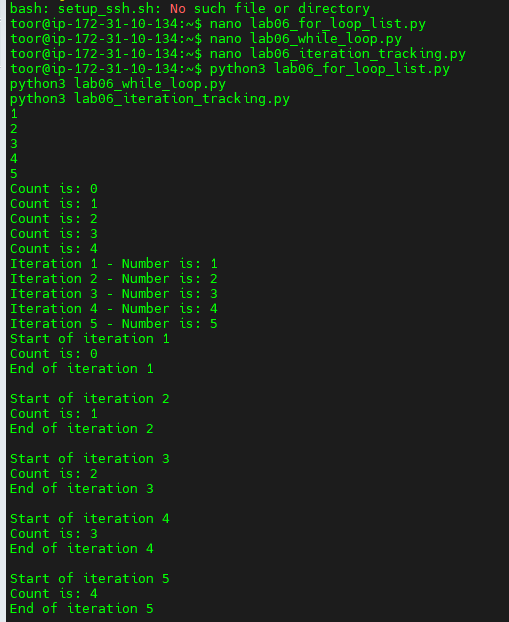 bash: setup_ssh.sh: No such file or directory
toor@ip-172-31-10-134:~$ nano lab06_for_loop_list.py
toor@ip-172-31-10-134:~$ nano lab06_while_loop.py
toor@ip-172-31-10-134:~$ nano lab06_iteration_tracking.py
toor@ip-172-31-10-134:~$ python3 lab06_for_loop_list.py
python3 lab06_while_loop.py
python3 lab06_iteration_tracking.py
1
2
3
4
5
Count is: 0
Count is: 1
Count is: 2
Count is: 3
Count is: 4
Iteration 1 - Number is: 1
Iteration 2 - Number is: 2
Iteration 3 - Number is: 3
Iteration 4 - Number is: 4
Iteration 5 - Number is: 5
Start of iteration 1
Count is: 0
End of iteration 1

Start of iteration 2
Count is: 1
End of iteration 2

Start of iteration 3
Count is: 2
End of iteration 3

Start of iteration 4
Count is: 3
End of iteration 4

Start of iteration 5
Count is: 4
End of iteration 5